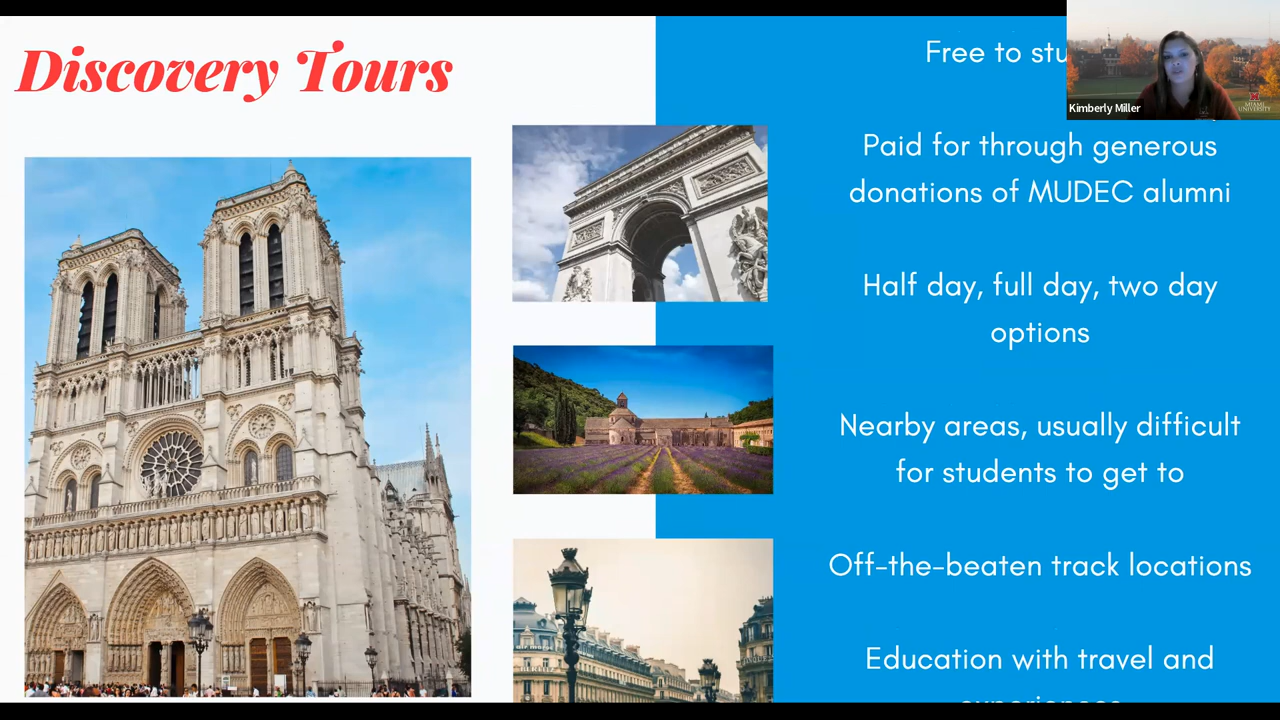 Discovery Tours
Free to
Kimberly Miller
MIAMI
UNIVERSITY
Paid for through generous
donations of MUDEC alumni
Half day, full day, two day
options
Nearby areas, usually difficult
for students to get to
Off-the-beaten track locations
Education with travel and